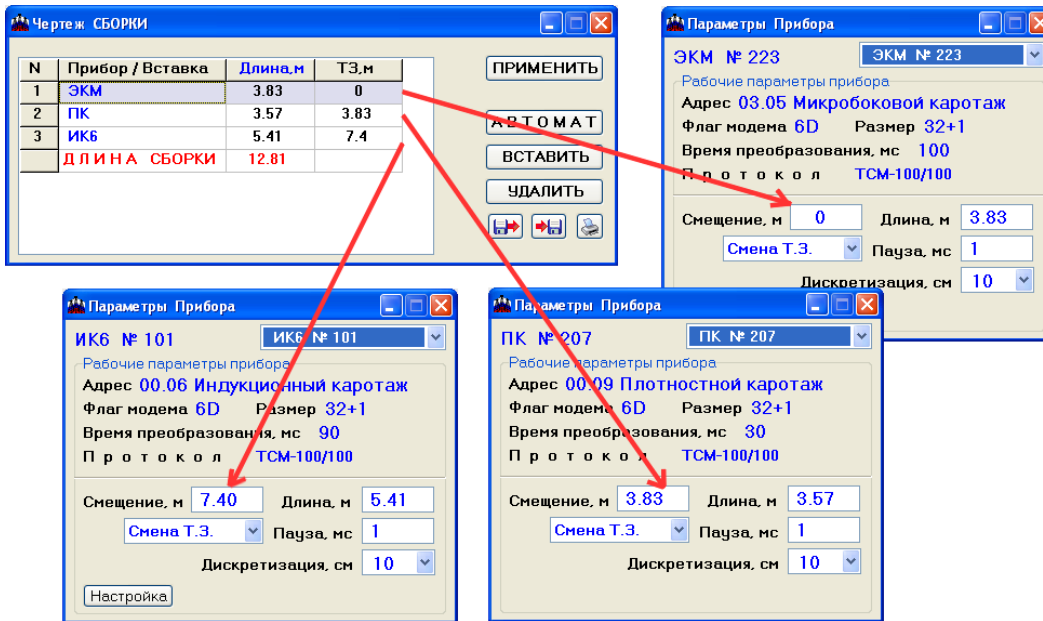 Чертеж СБОРКИ
N Прибор / Вставка Длина,м ТЗ,м
1 ЭКМ 3.83 0
2 ПК 3.57 3.83
3 ИК6 5.41 7.4
ДЛИНА СБОРКИ 12.81
ПРИМЕНИТЬ
АВТОМАТ
ВСТАВИТЬ
УДАЛИТЬ
Параметры Прибора
ЭКМ № 223 ЭКМ № 223
Рабочие параметры прибора
Адрес 03.05 Микробоковой каротаж
Флаг модема 6D Размер 32+1
Время преобразования, мс 100
Протокол ТСМ-100/100
Смещение, м 0 Длина, м 3.83
Смена Т.З. Пауза, мс 1
Дискретизация, см 10
Параметры Прибора
ИК6 № 101 ИК6 № 101
Рабочие параметры прибора
Адрес 00.06 Индукционный каротаж
Флаг модема 6D Размер 32+1
Время преобразования, мс 90
Протокол ТСМ-100/100
Смещение, м 7.40 Длина, м 5.41
Смена Т.З. Пауза, мс 1
Дискретизация, см 10
Настройка
Параметры Прибора
ПК № 207 ПК № 207
Рабочие параметры прибора
Адрес 00.09 Плотностной каротаж
Флаг модема 6D Размер 32+1
Время преобразования, мс 30
Протокол ТСМ-100/100
Смещение, м 3.83 Длина, м 3.57
Смена Т.З. Пауза, мс 1
Дискретизация, см 10